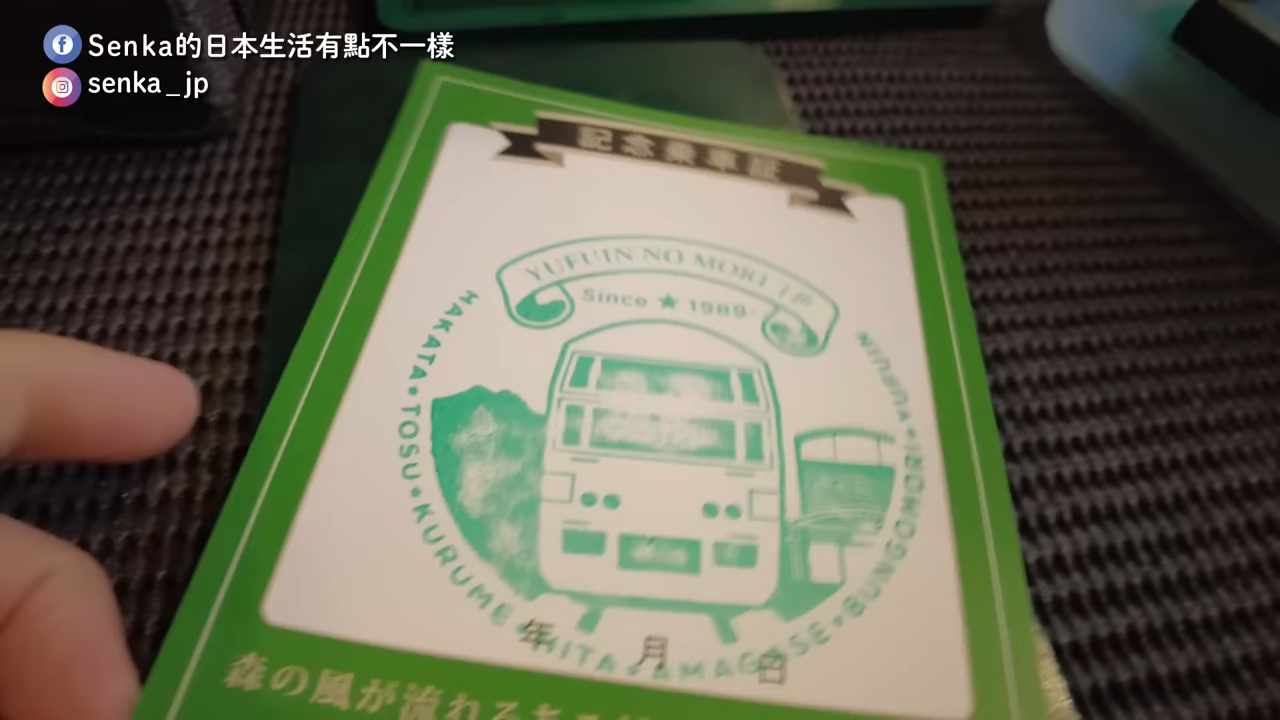 Senka的日本生活有點不一樣
senka_jp
記念乗車証
YUFUIN NO MORI
Since ★ 1989
HAKATA・TOSU・KURUME・HITA・AMAGASE・BUNGOMORI・YUFUIN
年 月 日
森の風が流れる